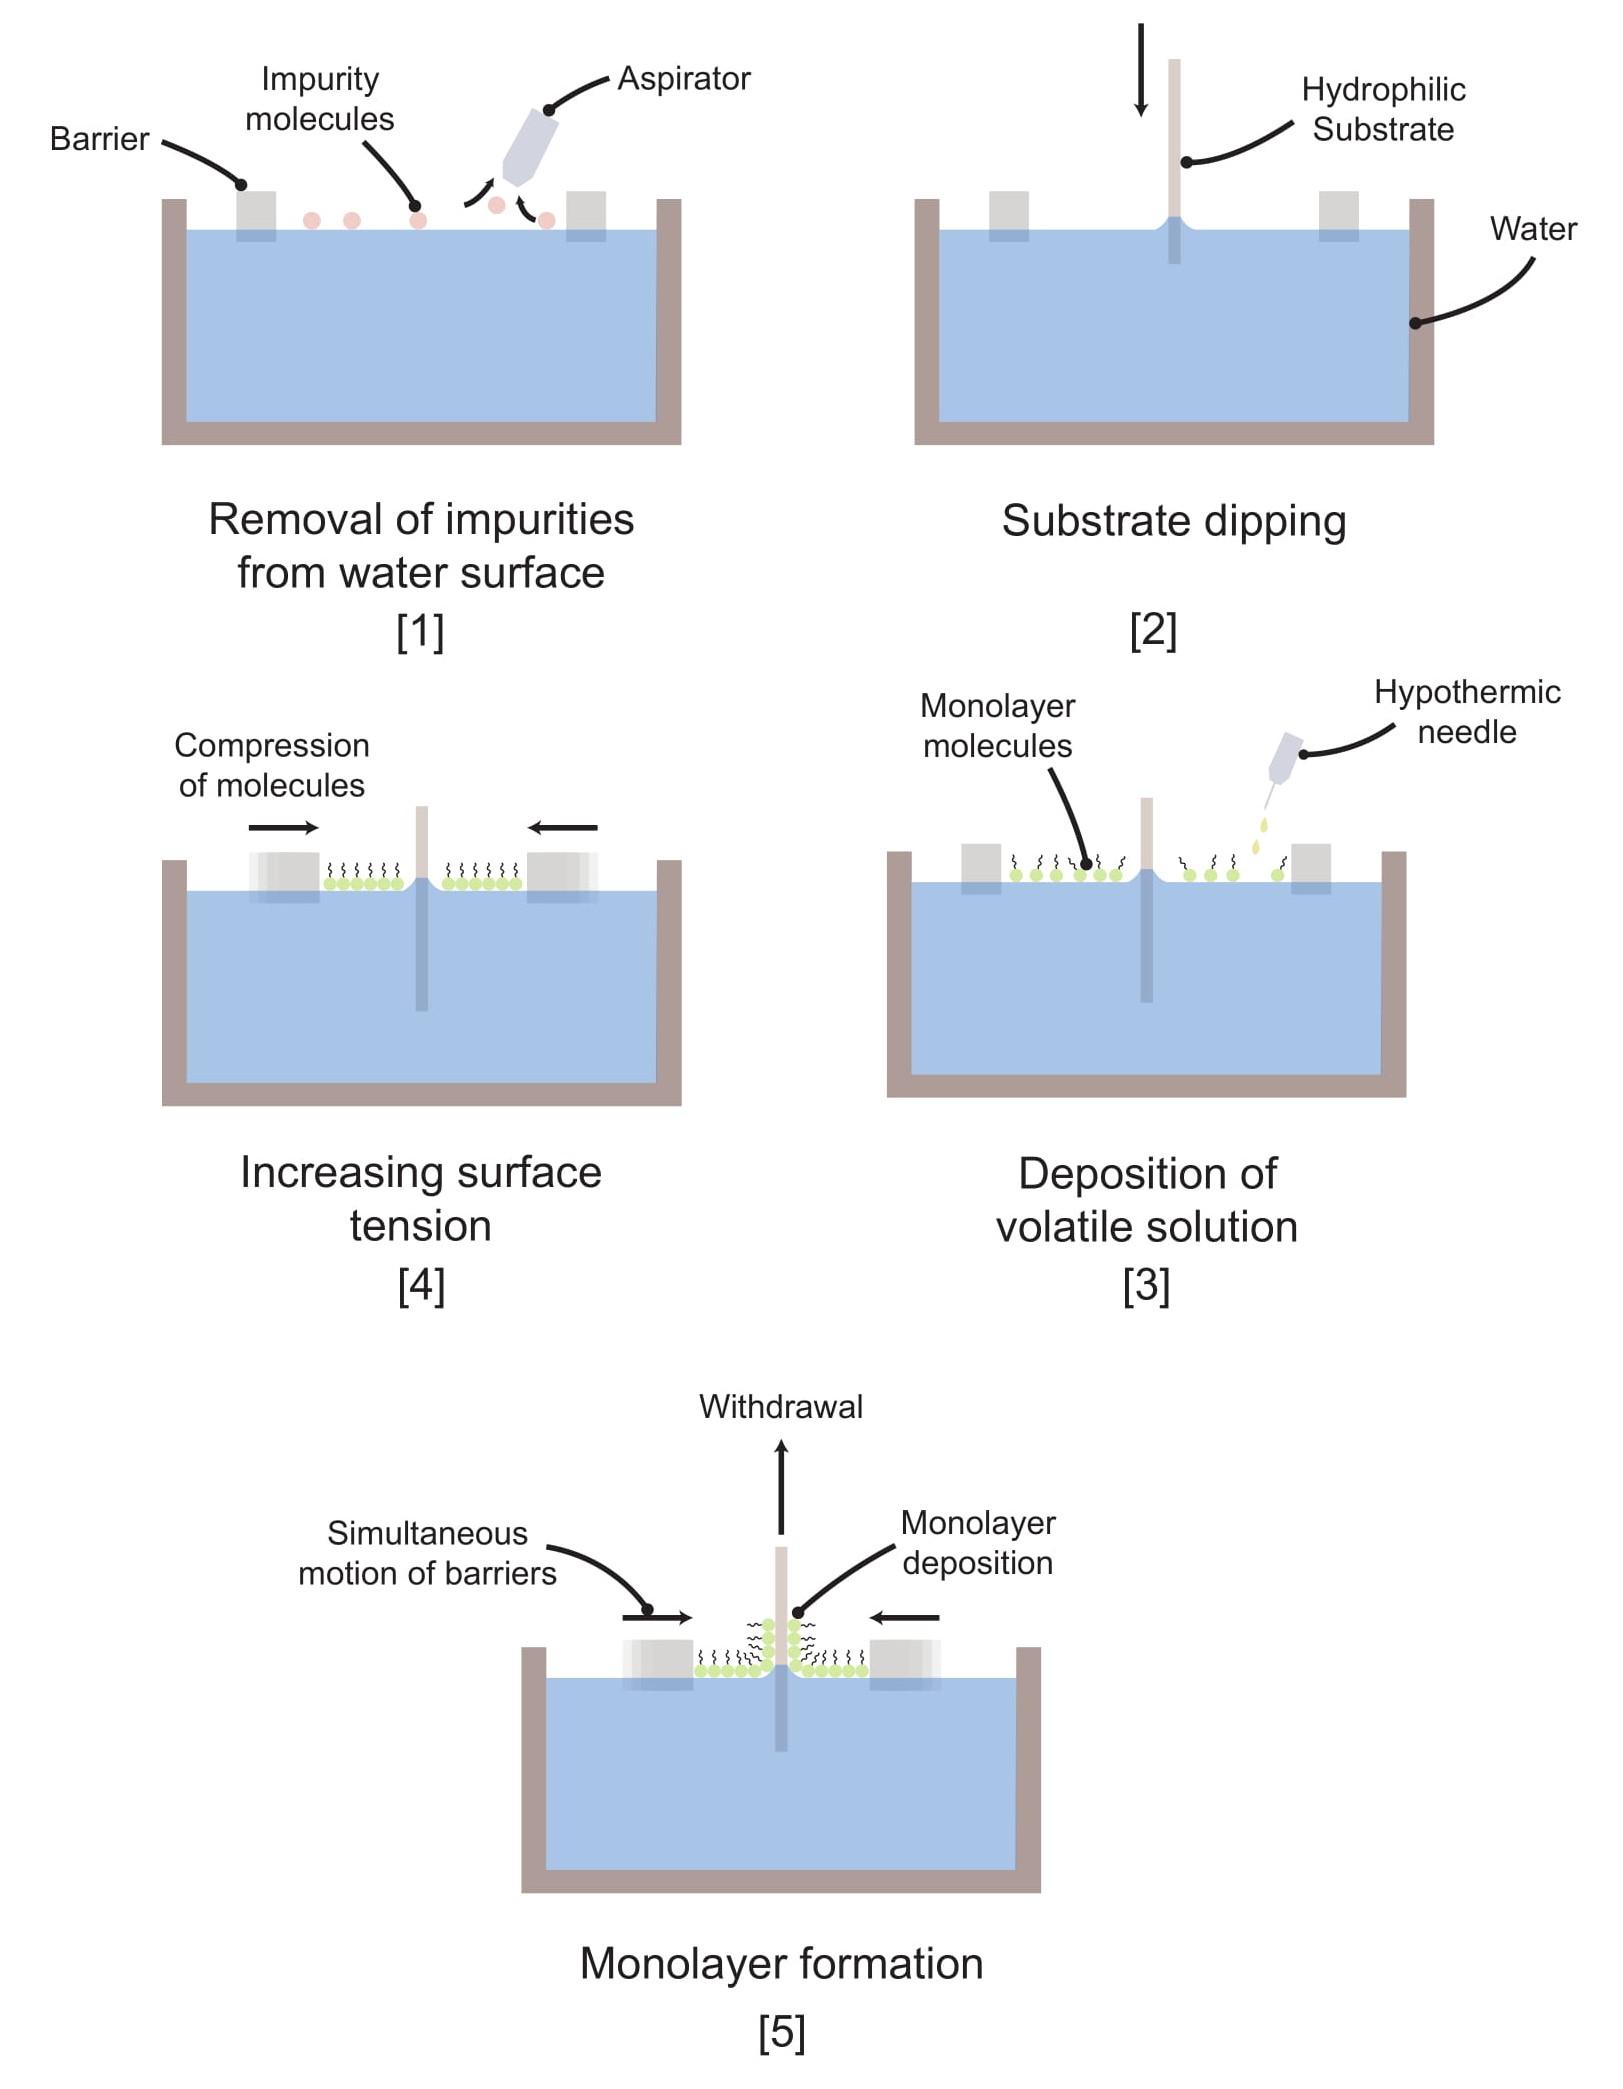 Barrier
Impurity
molecules
Aspirator
Removal of impurities
from water surface
[1]
Hydrophilic
Substrate
Water
Substrate dipping
[2]
Compression
of molecules
Increasing surface
tension
[4]
Monolayer
molecules
Hypothermic
needle
Deposition of
volatile solution
[3]
Withdrawal
Simultaneous
motion of barriers
Monolayer
deposition
Monolayer formation
[5]